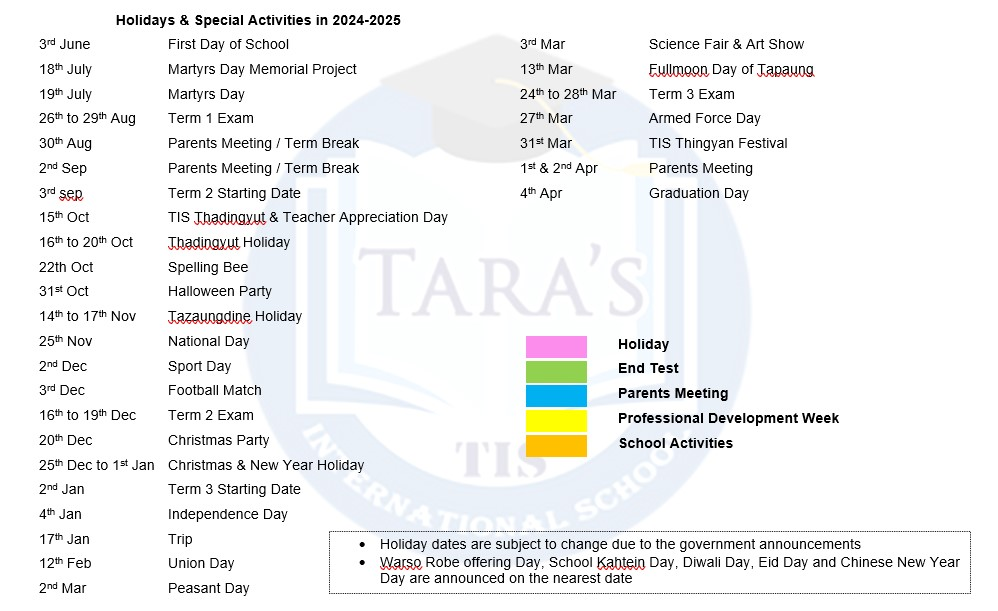 Holidays & Special Activities in 2024-2025
3rd June First Day of School
18th July Martyrs Day Memorial Project
19th July Martyrs Day
26th to 29th Aug Term 1 Exam
30th Aug Parents Meeting / Term Break
2nd Sep Parents Meeting / Term Break
3rd sep Term 2 Starting Date
15th Oct TIS Thadingyut & Teacher Appreciation Day
16th to 20th Oct Thadingyut Holiday
22th Oct Spelling Bee
31st Oct Halloween Party
14th to 17th Nov Tazaungdine Holiday
25th Nov National Day
2nd Dec Sport Day
3rd Dec Football Match
16th to 19th Dec Term 2 Exam
20th Dec Christmas Party
25th Dec to 1st Jan Christmas & New Year Holiday
2nd Jan Term 3 Starting Date
4th Jan Independence Day
17th Jan Trip
12th Feb Union Day
2nd Mar Peasant Day
3rd Mar Science Fair & Art Show
13th Mar Fullmoon Day of Tapaung
24th to 28th Mar Term 3 Exam
27th Mar Armed Force Day
31st Mar TIS Thingyan Festival
1st & 2nd Apr Parents Meeting
4th Apr Graduation Day
Holiday
End Test
Parents Meeting
Professional Development Week
School Activities
• Holiday dates are subject to change due to the government announcements
• Warso Robe offering Day, School Kahtein Day, Diwali Day, Eid Day and Chinese New Year
Day are announced on the nearest date
TARA'S
TIS
INTERNATIONAL SCHOOL